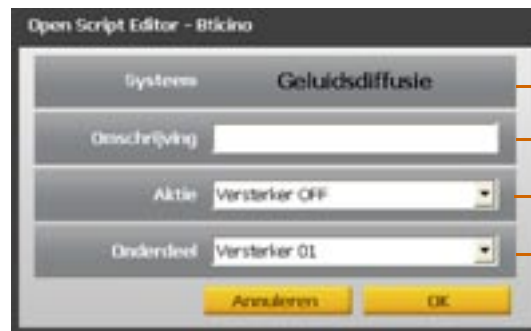 Open Script Editor - Bticino
Systeem Geluidsdiffusie
Omschrijving
Aktie Versterker OFF
Onderdeel Versterker 01
Annuleren OK